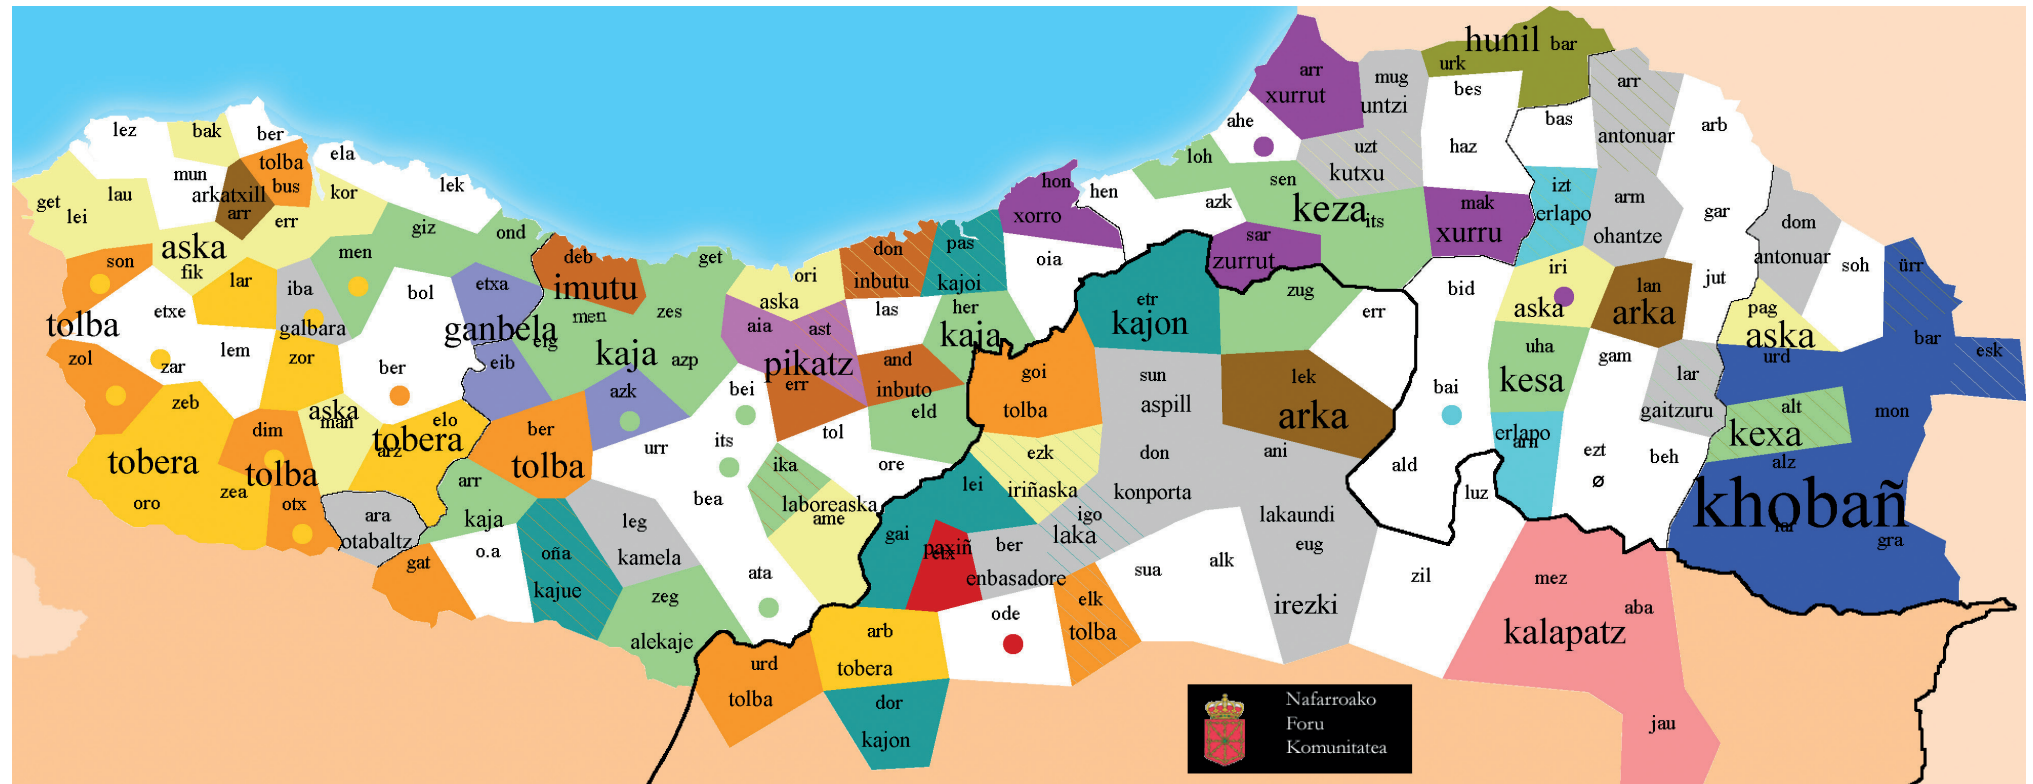 hunil
bar
urk
arr
xurrut
mug
untzi
bes
arr
antonuar
lez
bak
ber
ela
ahe
bas
arb
tolba
bus
uzt
kutxu
haz
mun
arkatxill
arr
lau
kor
lek
loh
sen
keza
its
get
lei
err
hon
xorro
hen
azk
mak
xurru
izt
erlapo
arm
ohantze
gar
dom
antonuar
aska
fik
giz
ond
men
don
inbutu
pas
kajoi
sar
zurrut
son
lar
iba
galbara
bol
etxa
ganbela
deb
imutu
get
ori
aska
oia
iri
aska
lan
arka
jut
soh
ürr
etxe
tolba
men
zes
las
her
kaja
etr
kajon
zug
err
bid
pag
aska
bar
esk
zol
zar
lem
zor
ber
eib
elg
kaja
azp
aia
ast
pikatz
err
and
inbuto
uha
kesa
gam
urd
zeb
aska
man
elo
tobera
arz
azk
bei
eld
goi
tolba
sun
aspill
lek
arka
bai
lar
gaitzuru
alt
kexa
mon
tobera
dim
tolba
ber
tolba
urr
its
tol
erlapo
arn
ezt
ø
beh
oro
zea
otx
arr
kaja
bea
ika
laboreaska
ame
ore
lei
ezk
iriñaska
don
konporta
ani
ald
luz
alz
khobañ
lar
gra
ara
otabaltz
gat
o.a
oña
kajue
leg
kamela
gai
paxiñ
etx
ber
enbasadore
igo
laka
lakaundi
eug
zeg
alekaje
ata
ode
elk
tolba
sua
alk
irezki
zil
mez
aba
kalapatz
urd
tolba
arb
tobera
dor
kajon
jau
Nafarroako
Foru
Komunitatea